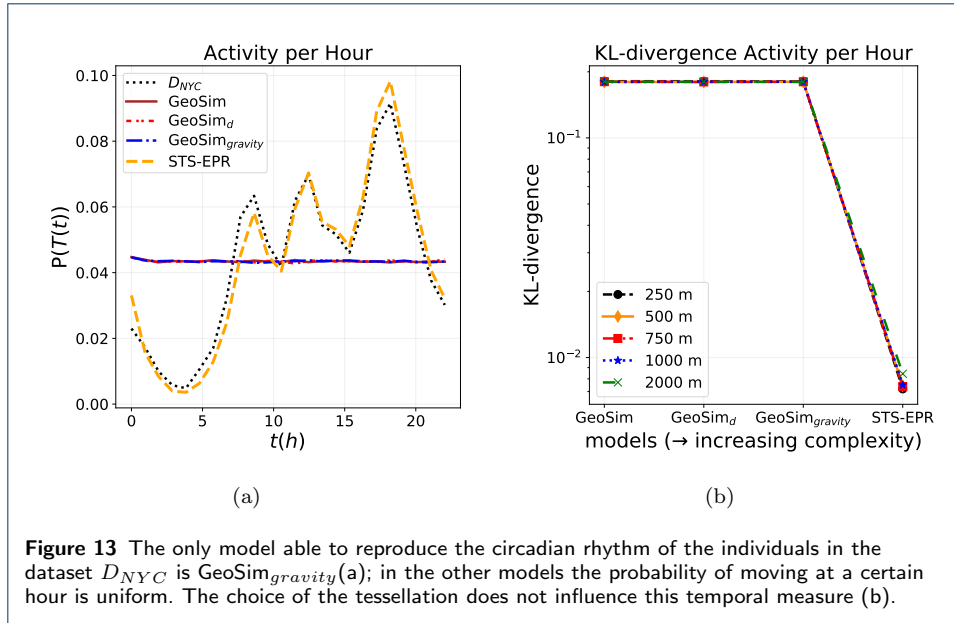 Activity per Hour
0.10
0.08
0.06
0.04
0.02
0.00
P(T(t))
D_NYC
GeoSim
GeoSim_d
GeoSim_gravity
STS-EPR
0 5 10 15 20
t(h)
(a)
KL-divergence Activity per Hour
10⁻¹
10⁻²
KL-divergence
250 m
500 m
750 m
1000 m
2000 m
GeoSim GeoSim_d GeoSim_gravity STS-EPR
models (→ increasing complexity)
(b)
Figure 13 The only model able to reproduce the circadian rhythm of the individuals in the
dataset D_NYC is GeoSim_gravity(a); in the other models the probability of moving at a certain
hour is uniform. The choice of the tessellation does not influence this temporal measure (b).